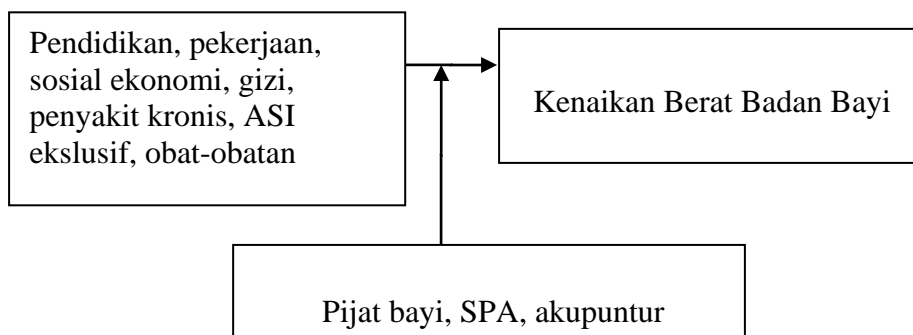 Pendidikan, pekerjaan,
sosial ekonomi, gizi,
penyakit kronis, ASI
ekslusif, obat-obatan
Kenaikan Berat Badan Bayi
Pijat bayi, SPA, akupuntur